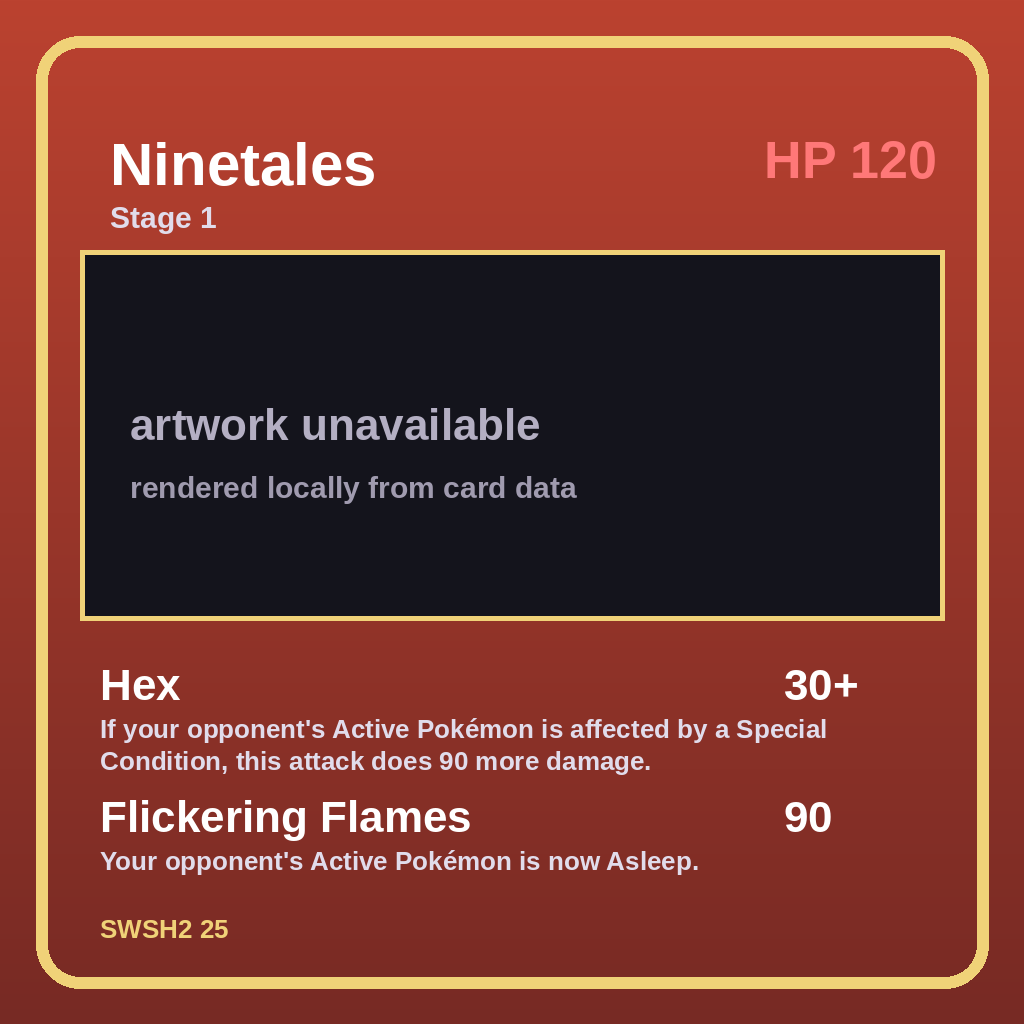 Ninetales
HP 120
Stage 1
artwork unavailable
rendered locally from card data
Hex
30+
If your opponent's Active Pokémon is affected by a Special
Condition, this attack does 90 more damage.
Flickering Flames
90
Your opponent's Active Pokémon is now Asleep.
SWSH2 25